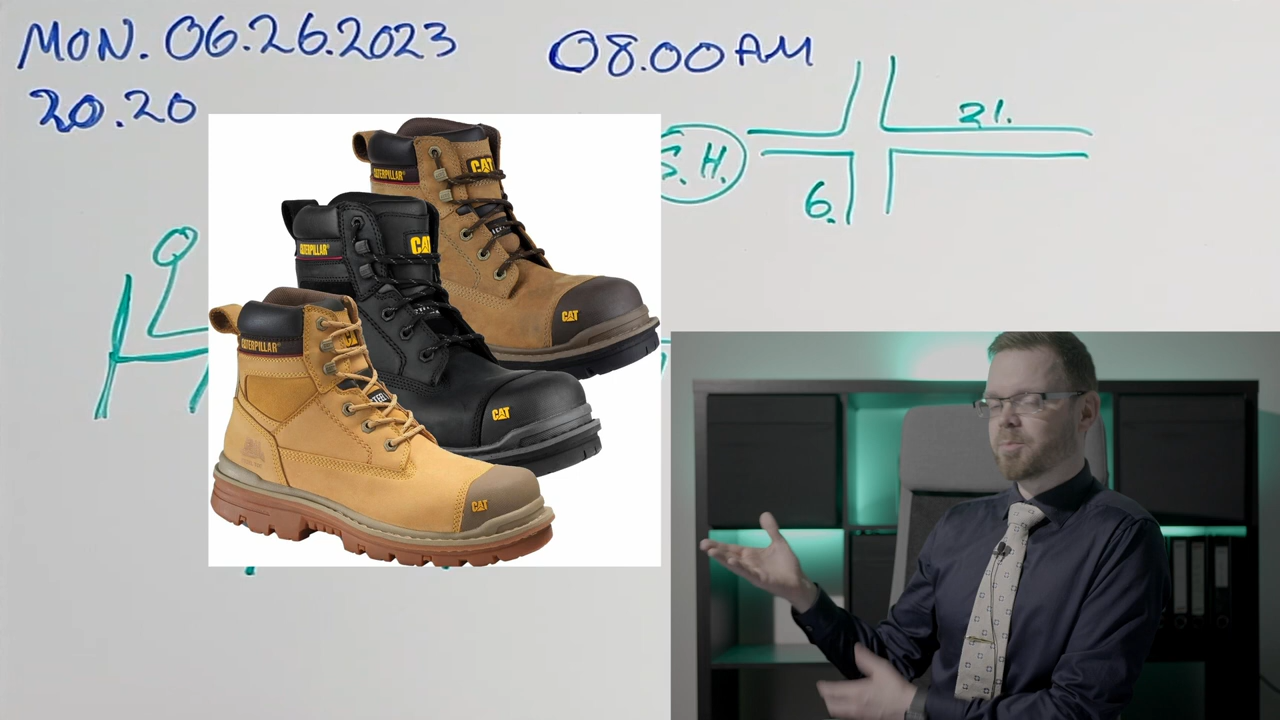 MON. 06.26.2023
08.00 AM
20.20
21.
S.H.
6.
CATERPILLAR
CAT
CATERPILLAR
CAT
CAT
CATERPILLAR
CAT
STEEL
CAT
CAT